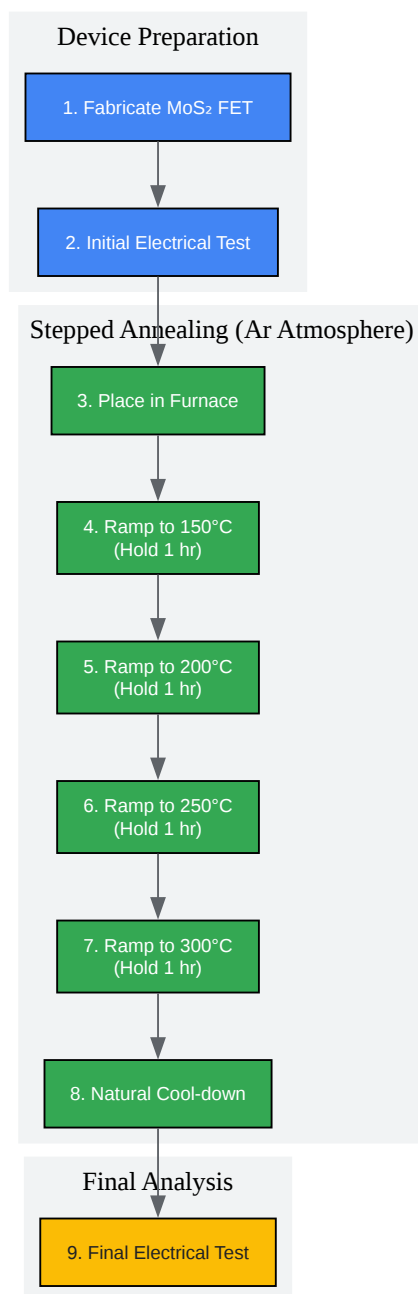 Device Preparation
1. Fabricate MoS₂ FET
2. Initial Electrical Test
Stepped Annealing (Ar Atmosphere)
3. Place in Furnace
4. Ramp to 150°C
(Hold 1 hr)
5. Ramp to 200°C
(Hold 1 hr)
6. Ramp to 250°C
(Hold 1 hr)
7. Ramp to 300°C
(Hold 1 hr)
8. Natural Cool-down
Final Analysis
9. Final Electrical Test